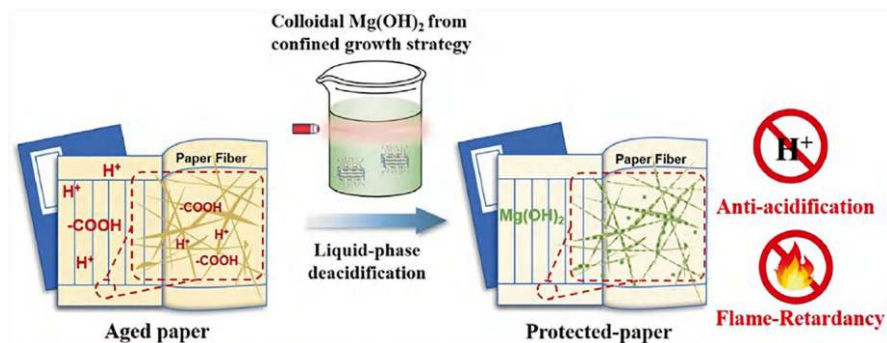 Colloidal Mg(OH)₂ from
confined growth strategy
H⁺
Paper Fiber
H⁺
-COOH
-COOH
H⁺
H⁺
H⁺
-COOH
Aged paper
Liquid-phase
deacidification
Paper Fiber
Mg(OH)₂
Protected-paper
H⁺
Anti-acidification
Flame-Retardancy